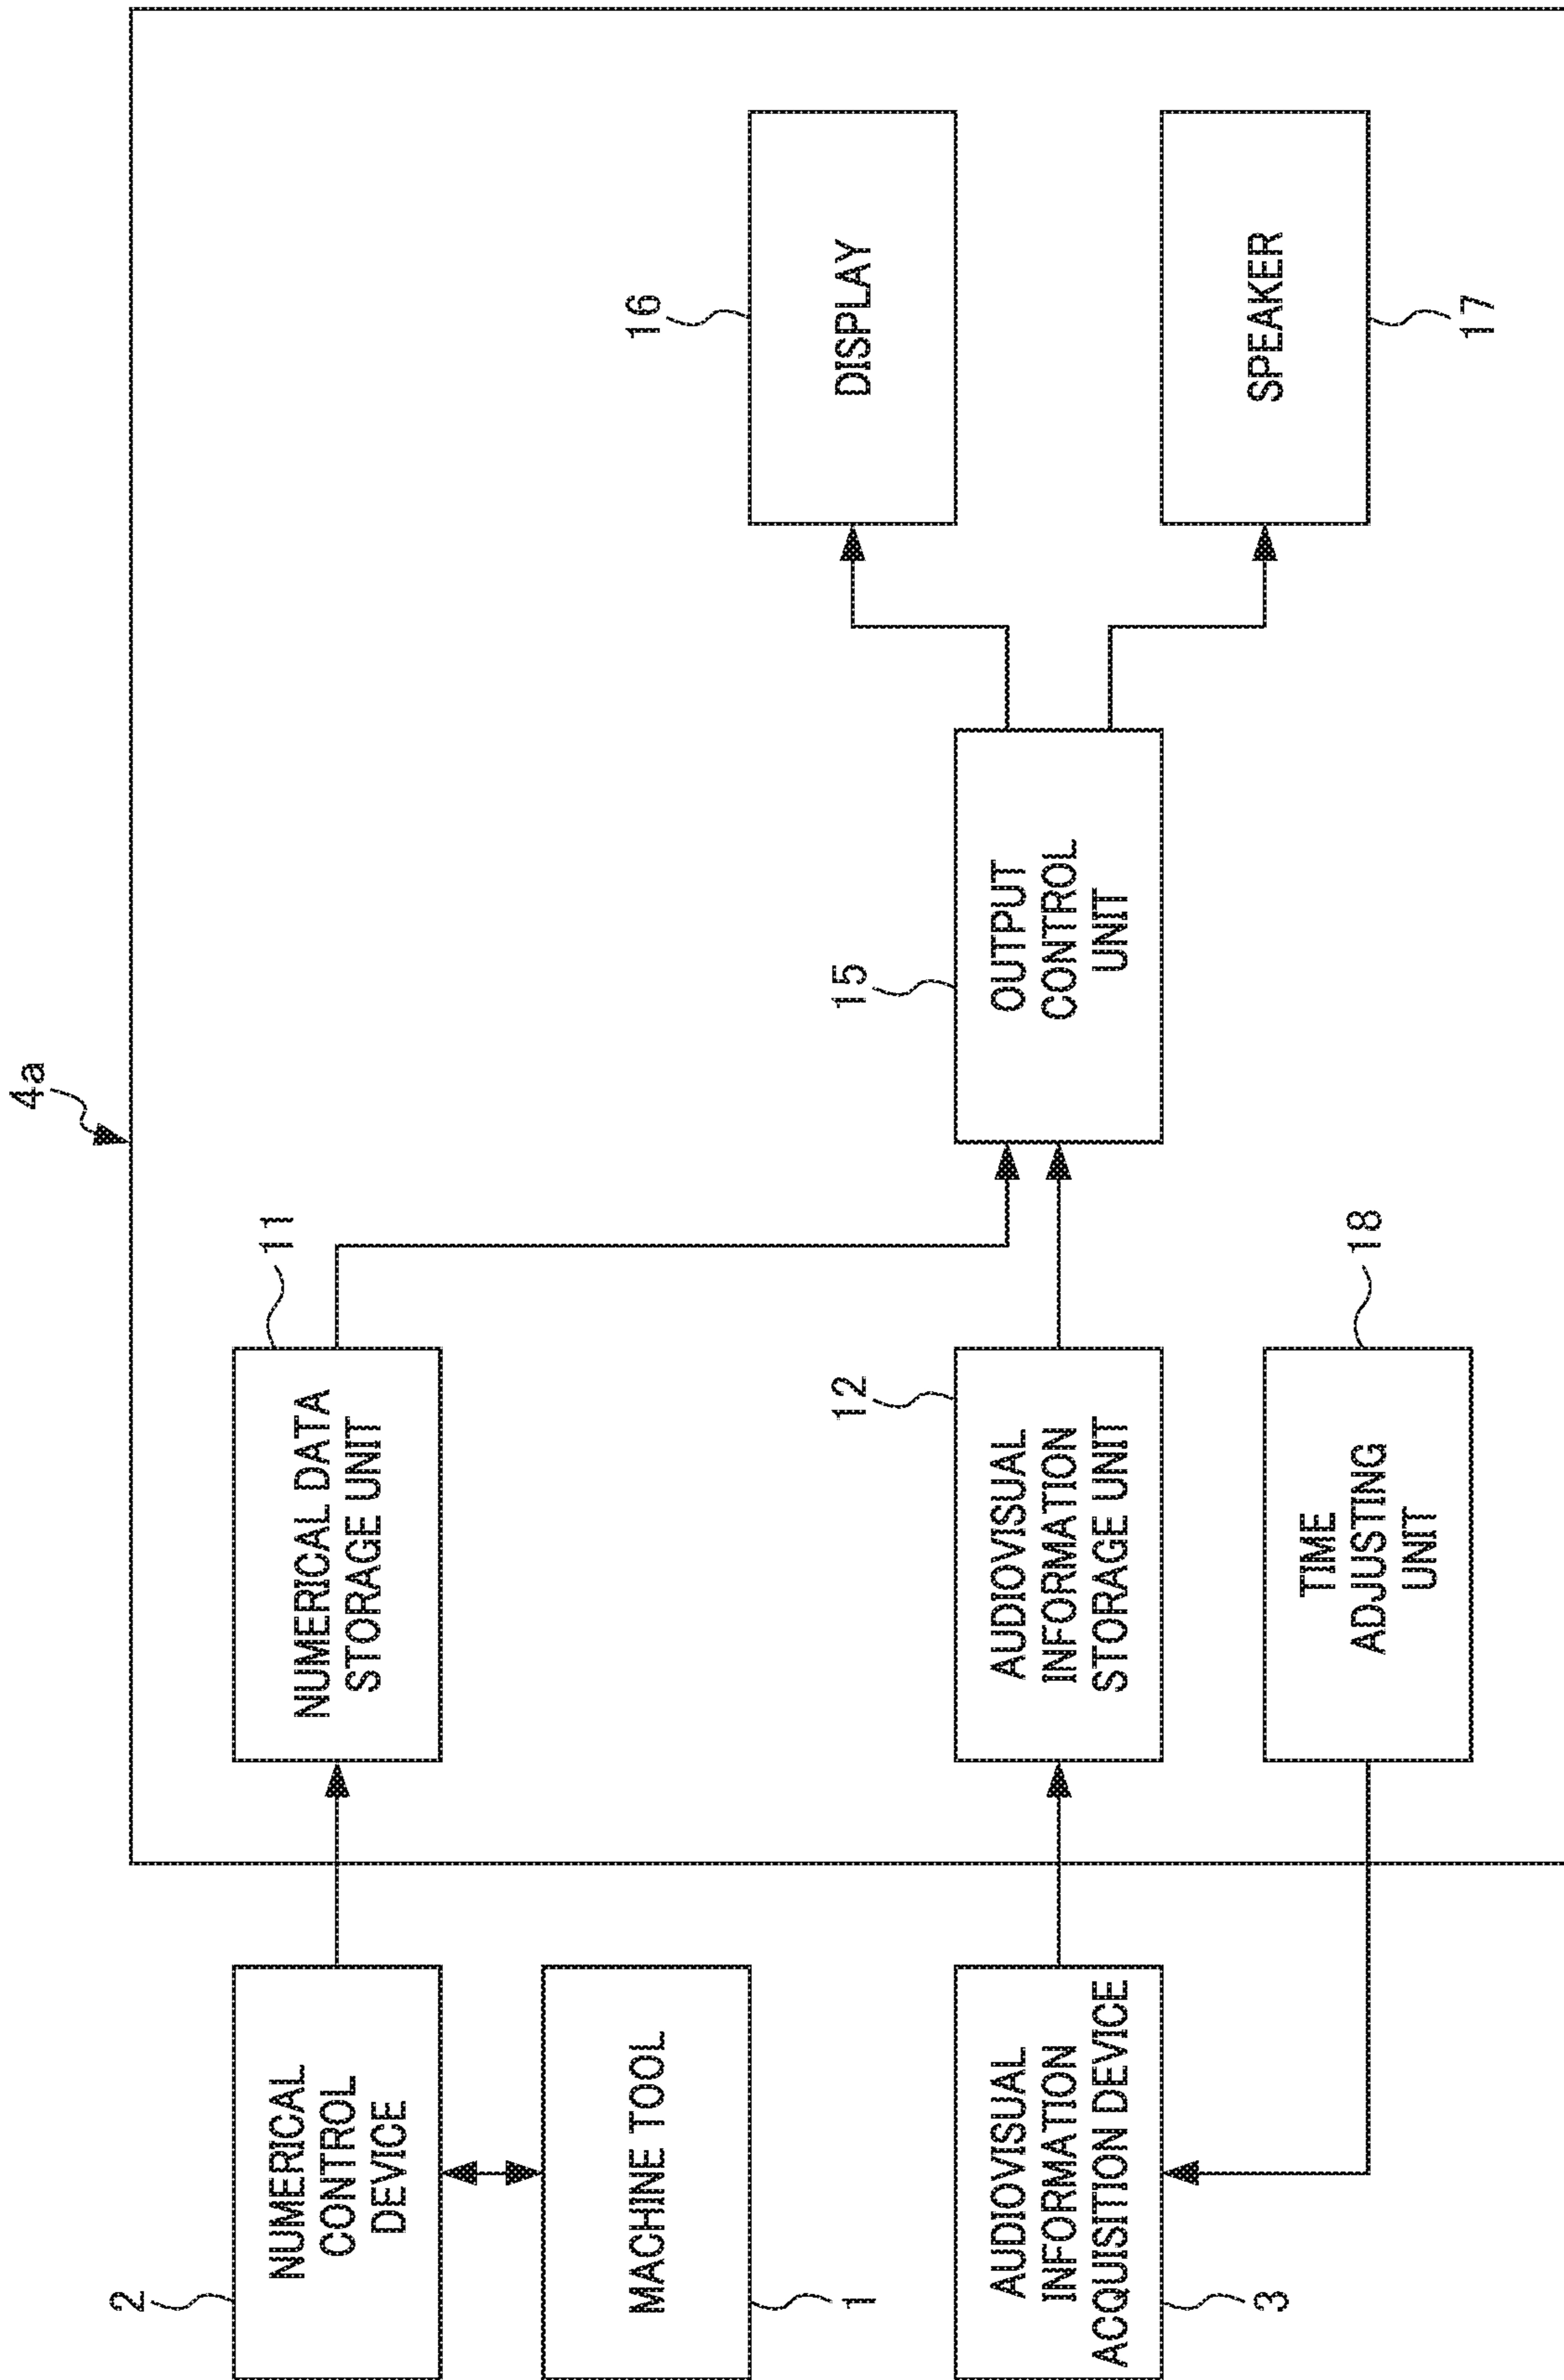 4a
2
NUMERICAL
CONTROL
DEVICE
11
NUMERICAL DATA
STORAGE UNIT
MACHINE TOOL
1
16
DISPLAY
12
AUDIOVISUAL
INFORMATION
STORAGE UNIT
15
OUTPUT
CONTROL
UNIT
AUDIOVISUAL
INFORMATION
ACQUISITION DEVICE
3
18
TIME
ADJUSTING
UNIT
SPEAKER
17